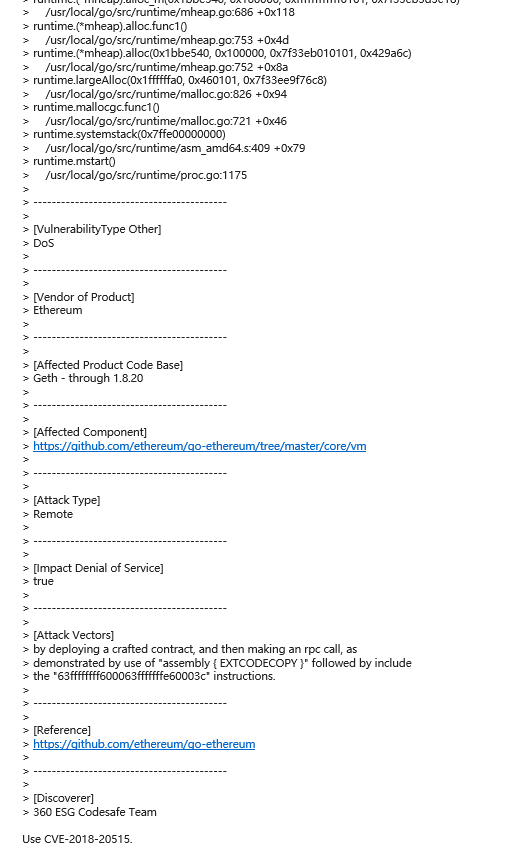 > /usr/local/go/src/runtime/mheap.go:686 +0x118
> runtime.(*mheap).alloc.func1()
> /usr/local/go/src/runtime/mheap.go:753 +0x4d
> runtime.(*mheap).alloc(0x1bbe540, 0x100000, 0x7f33eb010101, 0x429a6c)
> /usr/local/go/src/runtime/mheap.go:752 +0x8a
> runtime.largeAlloc(0x1ffffffa0, 0x460101, 0x7f33ee9f76c8)
> /usr/local/go/src/runtime/malloc.go:826 +0x94
> runtime.mallocgc.func1()
> /usr/local/go/src/runtime/malloc.go:721 +0x46
> runtime.systemstack(0x7ffe00000000)
> /usr/local/go/src/runtime/asm_amd64.s:409 +0x79
> runtime.mstart()
> /usr/local/go/src/runtime/proc.go:1175
>
> ------------------------------------------
>
> [VulnerabilityType Other]
> DoS
>
> ------------------------------------------
>
> [Vendor of Product]
> Ethereum
>
> ------------------------------------------
>
> [Affected Product Code Base]
> Geth - through 1.8.20
>
> ------------------------------------------
>
> [Affected Component]
> https://github.com/ethereum/go-ethereum/tree/master/core/vm
>
> ------------------------------------------
>
> [Attack Type]
> Remote
>
> ------------------------------------------
>
> [Impact Denial of Service]
> true
>
> ------------------------------------------
>
> [Attack Vectors]
> by deploying a crafted contract, and then making an rpc call, as
> demonstrated by use of "assembly { EXTCODECOPY }" followed by include
> the "63ffffffff600063fffffffe60003c" instructions.
>
> ------------------------------------------
>
> [Reference]
> https://github.com/ethereum/go-ethereum
>
> ------------------------------------------
>
> [Discoverer]
> 360 ESG Codesafe Team

Use CVE-2018-20515.